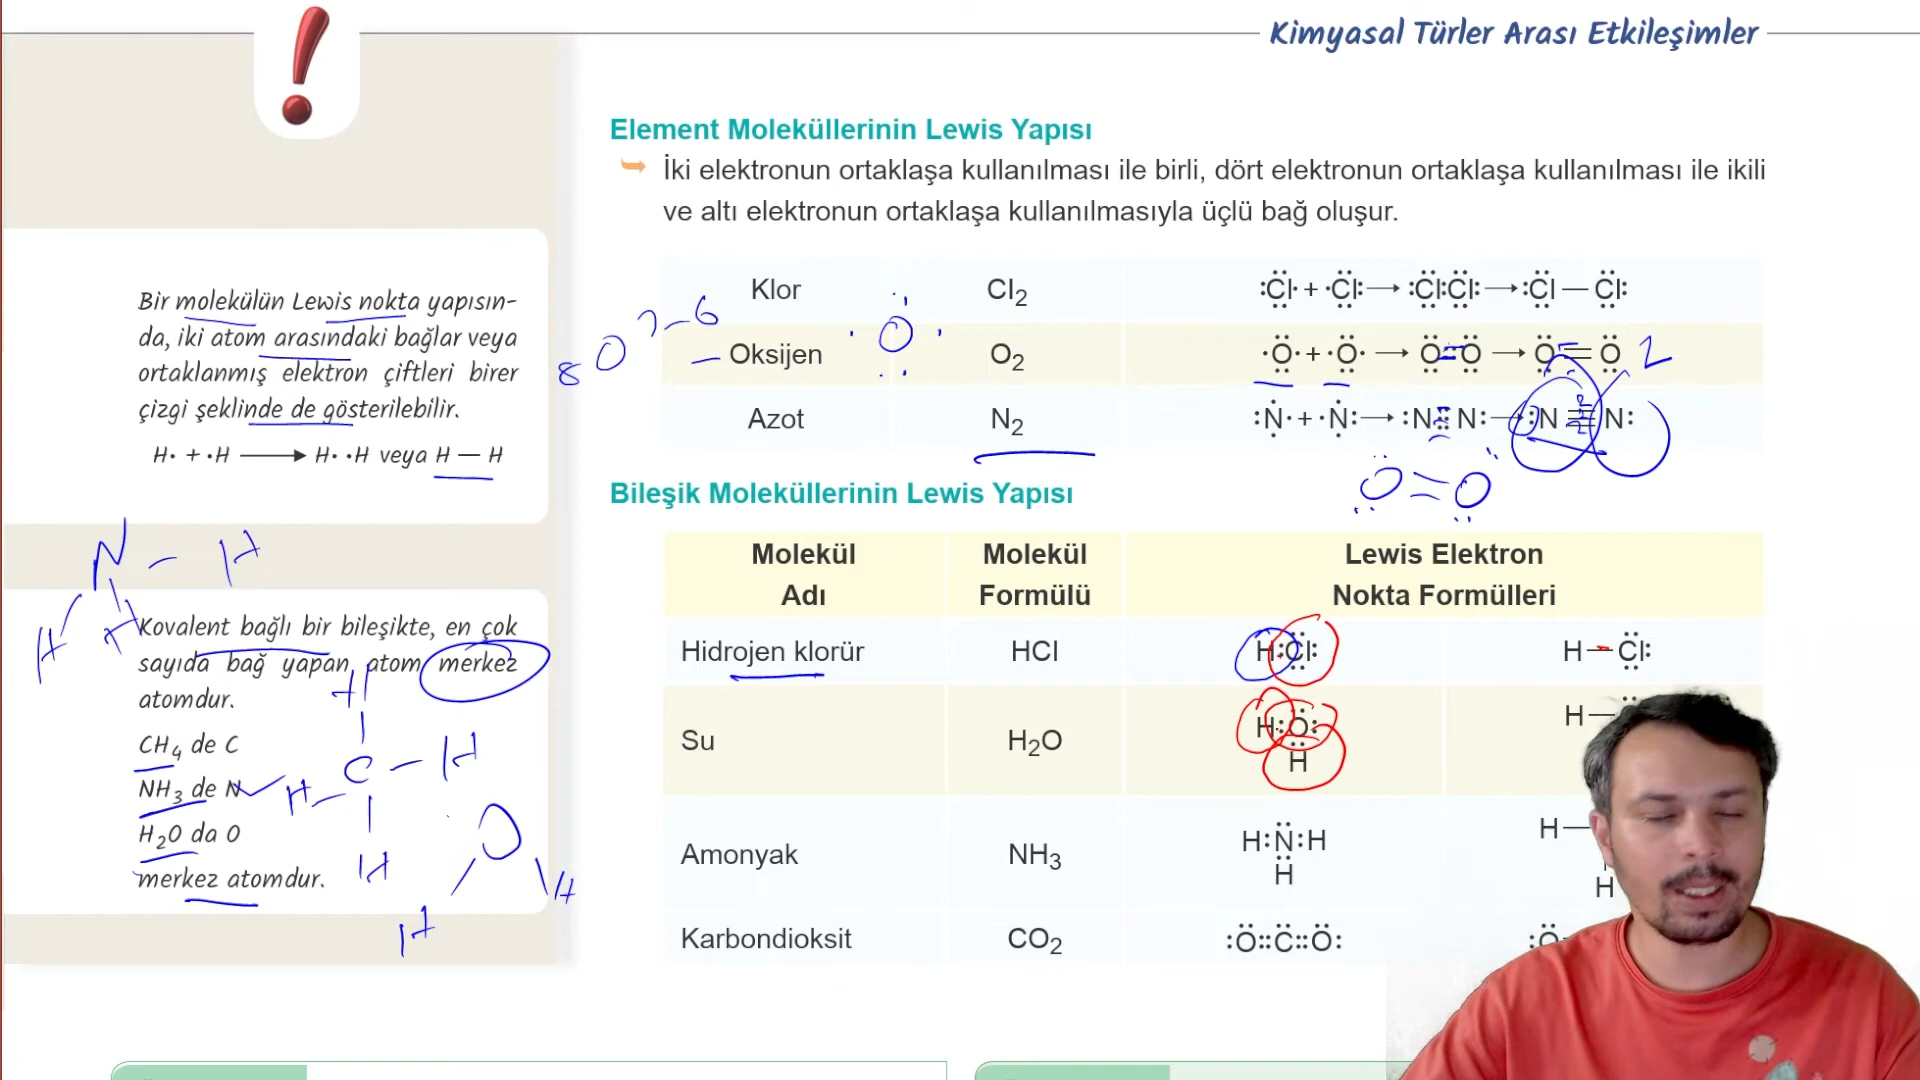 Kimyasal Türler Arası Etkileşimler
Element Moleküllerinin Lewis Yapısı
İki elektronun ortaklaşa kullanılması ile birli, dört elektronun ortaklaşa kullanılması ile ikili
ve altı elektronun ortaklaşa kullanılmasıyla üçlü bağ oluşur.
Klor Cl₂ :C̈l· + ·C̈l: → :C̈l:C̈l: → :C̈l — C̈l:
Oksijen O₂ ·Ö· + ·Ö· → Ö::Ö → Ö = Ö 2
Azot N₂ :N· + ·N: → :N⋮⋮N: → :N ≡ N:
8 O 2-6
Ö
Ö = Ö
Bir molekülün Lewis nokta yapısın-
da, iki atom arasındaki bağlar veya
ortaklanmış elektron çiftleri birer
çizgi şeklinde de gösterilebilir.
H· + ·H → H· ·H veya H — H
N - H
H H
Kovalent bağlı bir bileşikte, en çok
sayıda bağ yapan atom merkez
atomdur.
CH₄ de C
NH₃ de N
H₂O da O
merkez atomdur.
H
H - C - H
H
O
H H
Bileşik Moleküllerinin Lewis Yapısı
Molekül Adı Molekül Formülü Lewis Elektron Nokta Formülleri
Hidrojen klorür HCl H:C̈l: H — C̈l:
Su H₂O H:Ö: H —
H
Amonyak NH₃ H:N̈:H H —
H H
Karbondioksit CO₂ :Ö::C̈::Ö: :Ö